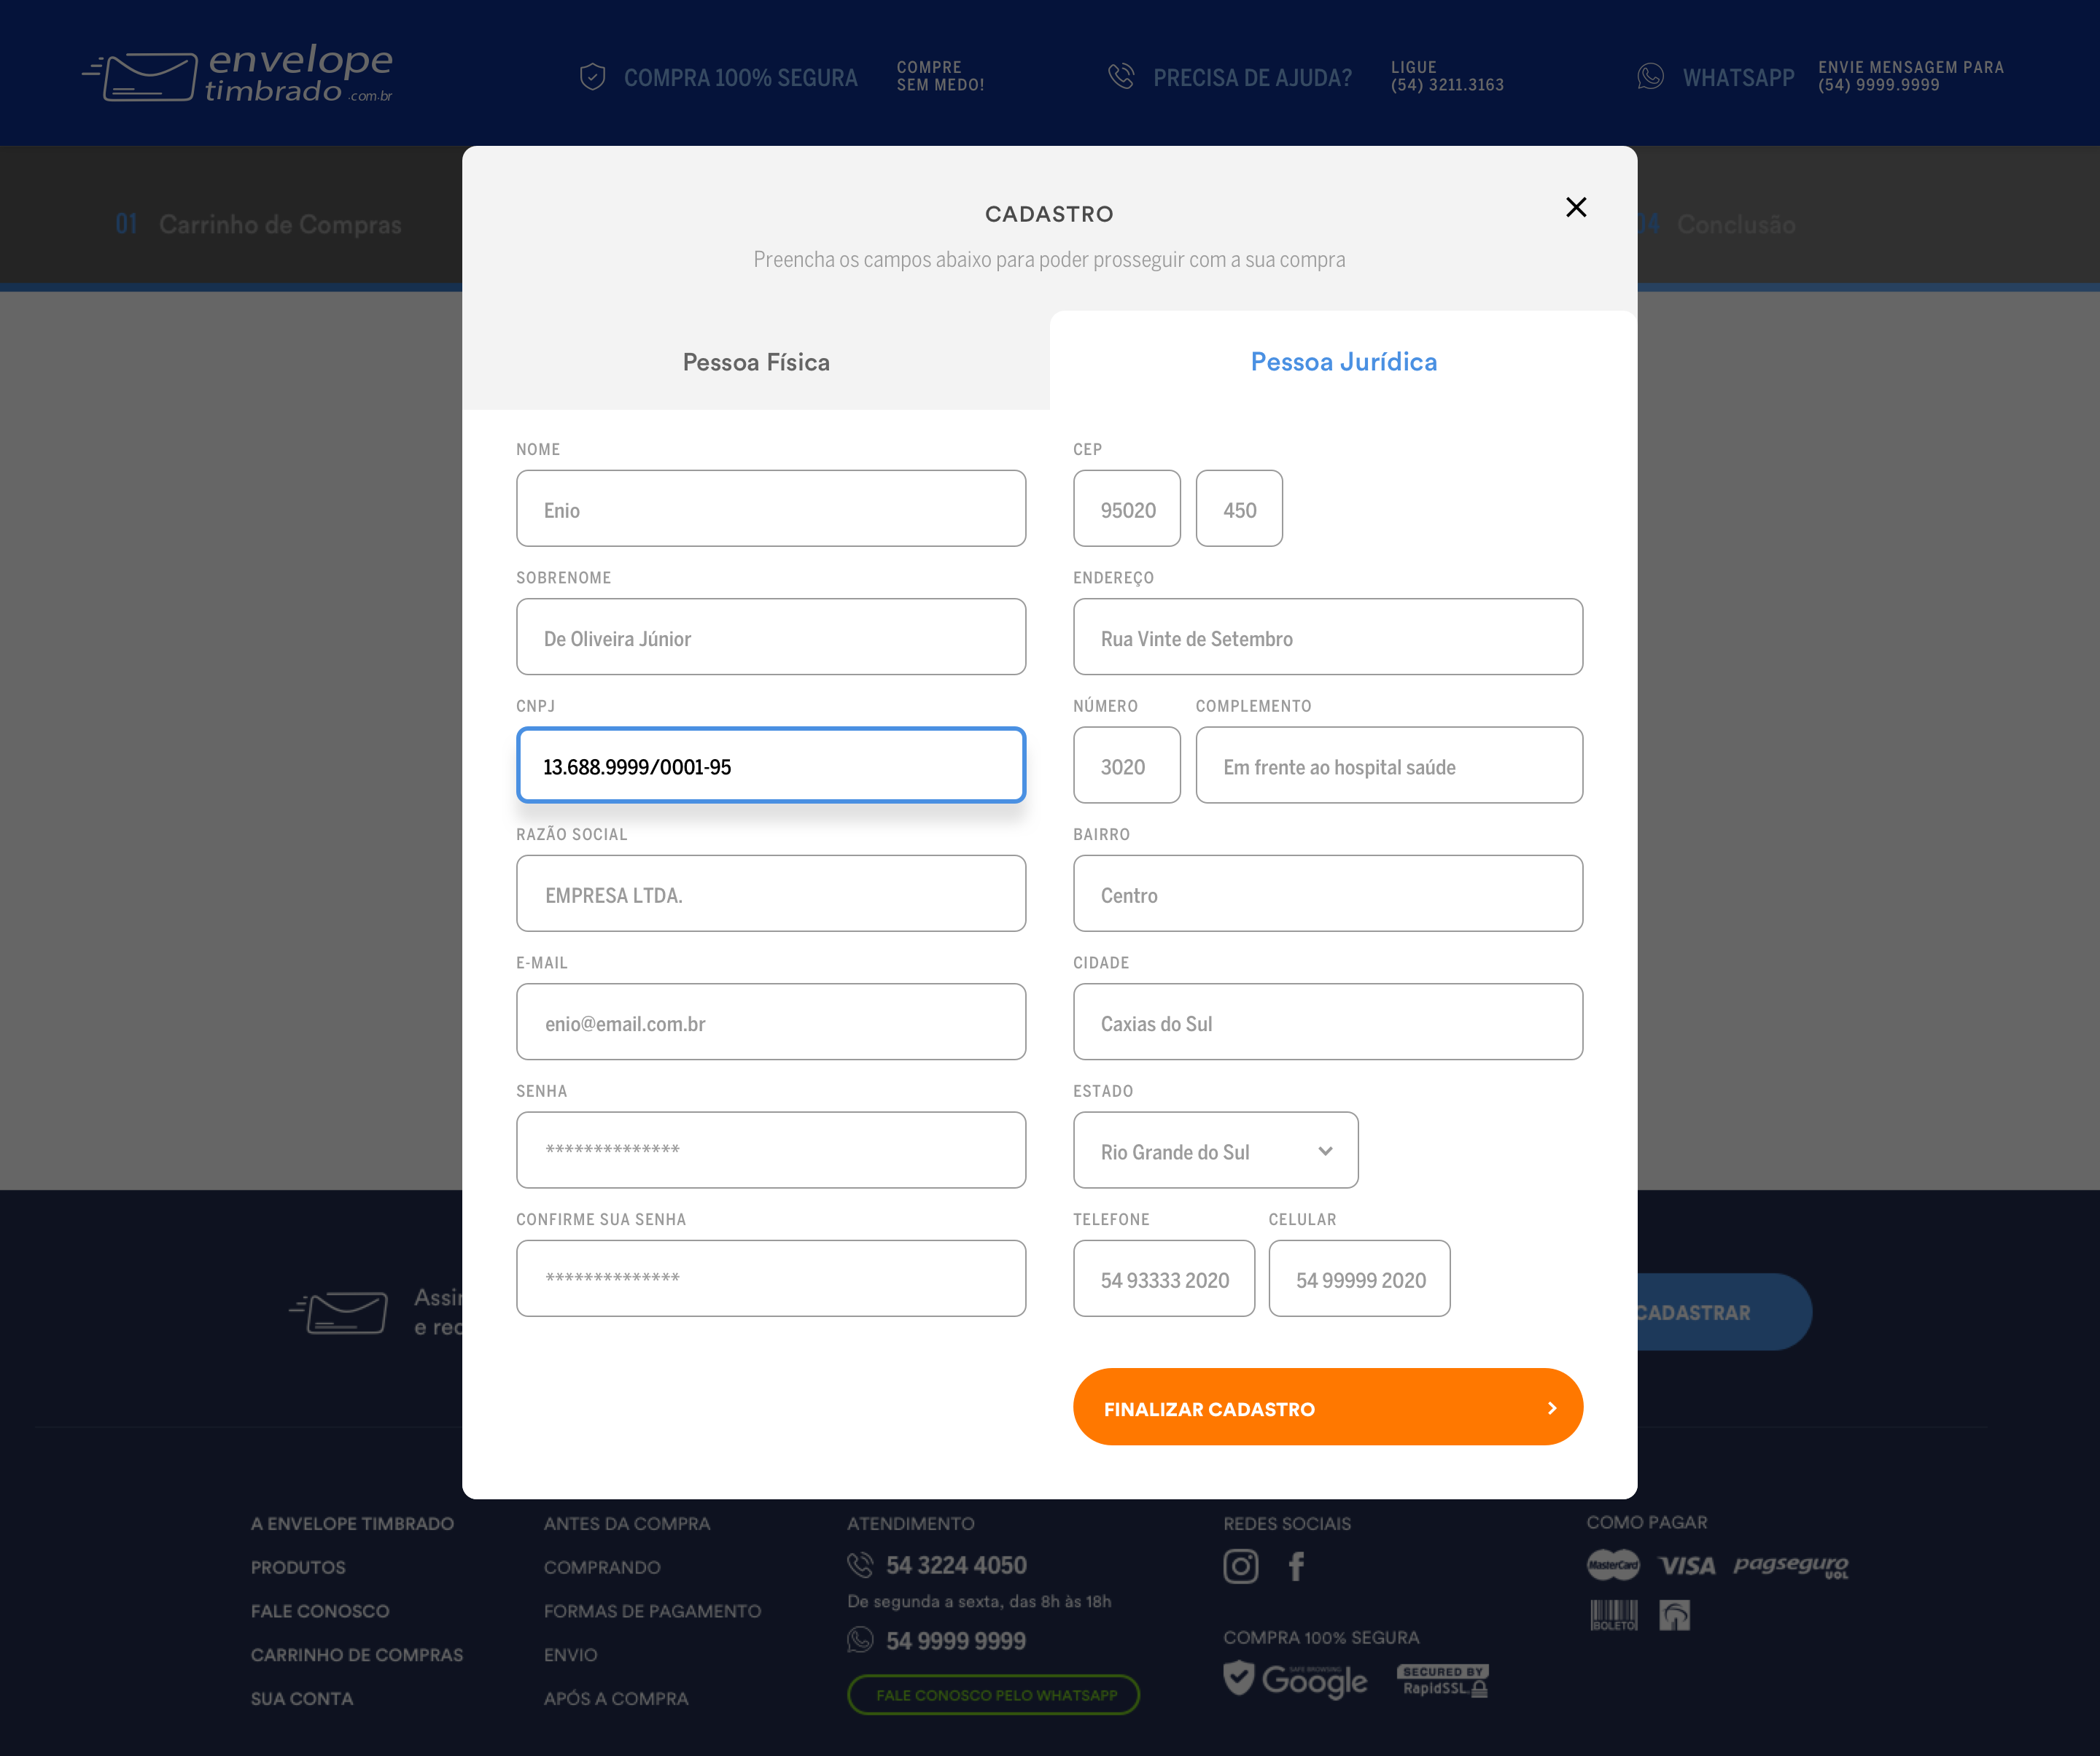 envelope
timbrado .com.br
COMPRA 100% SEGURA
COMPRE
SEM MEDO!
PRECISA DE AJUDA?
LIGUE
(54) 3211.3163
WHATSAPP
ENVIE MENSAGEM PARA
(54) 9999.9999
01 Carrinho de Compras
04 Conclusão
CADASTRO
Preencha os campos abaixo para poder prosseguir com a sua compra
Pessoa Física
Pessoa Jurídica
NOME
Enio
SOBRENOME
De Oliveira Júnior
CNPJ
13.688.9999/0001-95
RAZÃO SOCIAL
EMPRESA LTDA.
E-MAIL
enio@email.com.br
SENHA
**************
CONFIRME SUA SENHA
**************
CEP
95020 450
ENDEREÇO
Rua Vinte de Setembro
NÚMERO COMPLEMENTO
3020 Em frente ao hospital saúde
BAIRRO
Centro
CIDADE
Caxias do Sul
ESTADO
Rio Grande do Sul
TELEFONE CELULAR
54 93333 2020 54 99999 2020
FINALIZAR CADASTRO
Assi
e rec
CADASTRAR
A ENVELOPE TIMBRADO
PRODUTOS
FALE CONOSCO
CARRINHO DE COMPRAS
SUA CONTA
ANTES DA COMPRA
COMPRANDO
FORMAS DE PAGAMENTO
ENVIO
APÓS A COMPRA
ATENDIMENTO
54 3224 4050
De segunda a sexta, das 8h às 18h
54 9999 9999
FALE CONOSCO PELO WHATSAPP
REDES SOCIAIS
COMPRA 100% SEGURA
SAFE BROWSING
Google
SECURED BY
RapidSSL
COMO PAGAR
MasterCard VISA pagseguro
UOL
BOLETO